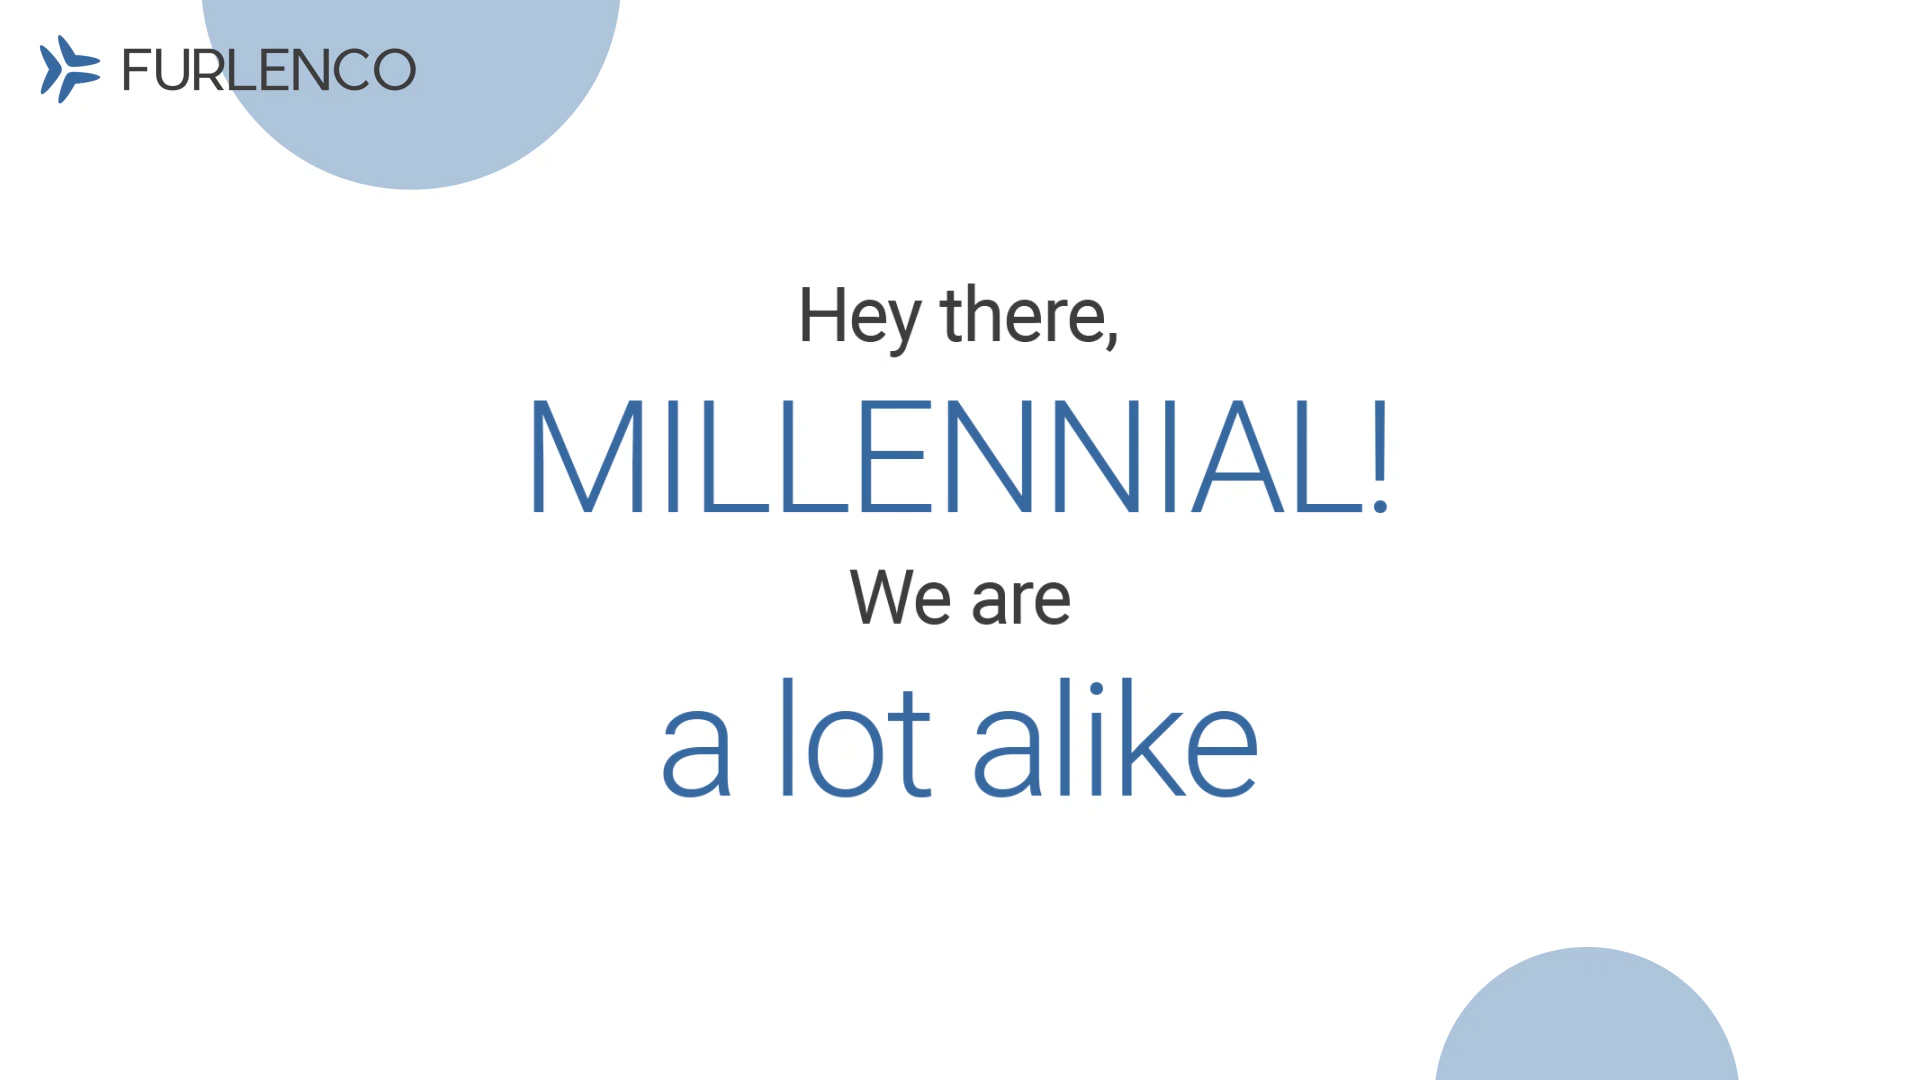 FURLENCO
Hey there,
MILLENNIAL!
We are
a lot alike